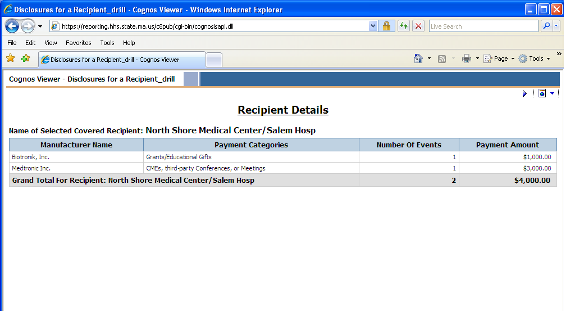 Disclosures for a Recipient_drill - Cognos Viewer - Windows Internet Explorer
https://reporting.hhs.state.ma.us/c8pub/cgi-bin/cognosisapi.dll
Live Search
File Edit View Favorites Tools Help
Disclosures for a Recipient_drill - Cognos Viewer
Page Tools
Cognos Viewer - Disclosures for a Recipient_drill
Recipient Details
Name of Selected Covered Recipient: North Shore Medical Center/Salem Hosp
Manufacturer Name Payment Categories Number Of Events Payment Amount
Biotronik, Inc. Grants/Educational Gifts 1 $1,000.00
Medtronic Inc. CMEs, third-party Conferences, or Meetings 1 $3,000.00
Grand Total For Recipient: North Shore Medical Center/Salem Hosp 2 $4,000.00